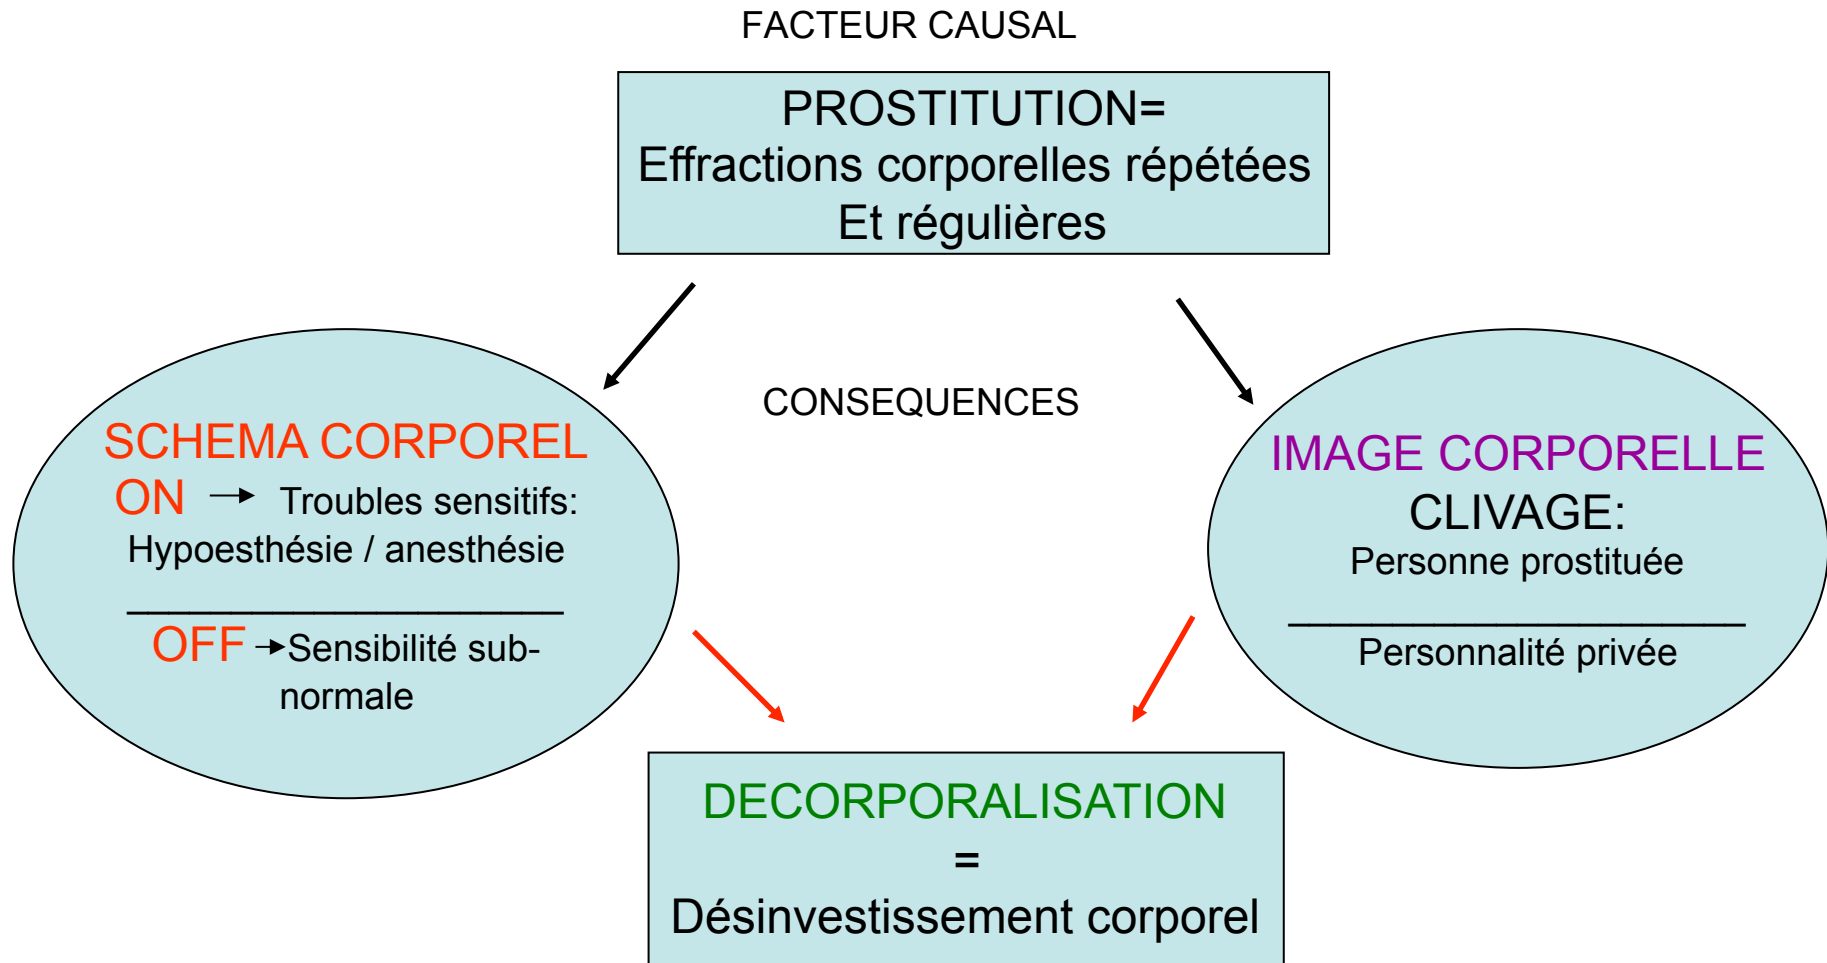 FACTEUR CAUSAL
PROSTITUTION=
Effractions corporelles répétées
Et régulières
CONSEQUENCES
SCHEMA CORPOREL
ON → Troubles sensitifs:
Hypoesthésie / anesthésie
OFF →Sensibilité sub-
normale
IMAGE CORPORELLE
CLIVAGE:
Personne prostituée
Personnalité privée
DECORPORALISATION
=
Désinvestissement corporel